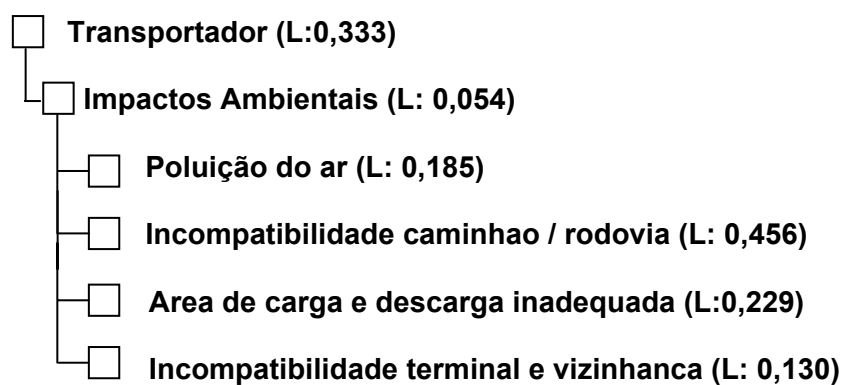 Transportador (L:0,333)
Impactos Ambientais (L: 0,054)
Poluição do ar (L: 0,185)
Incompatibilidade caminhao / rodovia (L: 0,456)
Area de carga e descarga inadequada (L:0,229)
Incompatibilidade terminal e vizinhanca (L: 0,130)